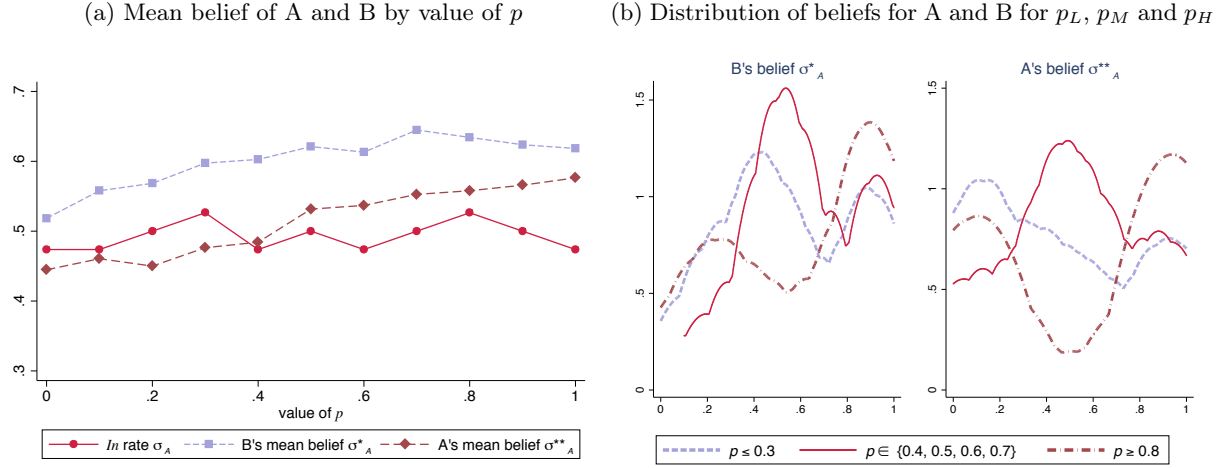 (a) Mean belief of A and B by value of p
.7
.6
.5
.4
.3
0 .2 .4 .6 .8 1
value of p
In rate σ_A B's mean belief σ*_A A's mean belief σ**_A
(b) Distribution of beliefs for A and B for p_L, p_M and p_H
B's belief σ*_A
1.5
1
.5
0
0 .2 .4 .6 .8 1
A's belief σ**_A
1.5
1
.5
0
0 .2 .4 .6 .8 1
p ≤ 0.3 p ∈ {0.4, 0.5, 0.6, 0.7} p ≥ 0.8